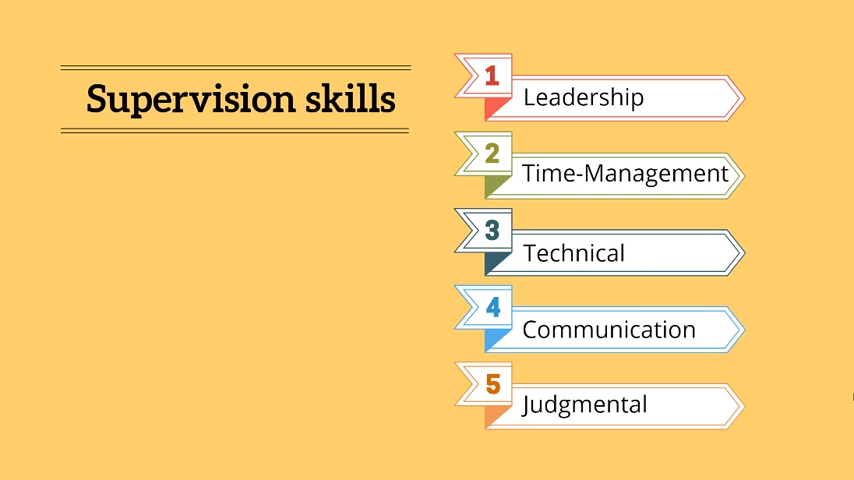 Supervision skills
1
Leadership
2
Time-Management
3
Technical
4
Communication
5
Judgmental